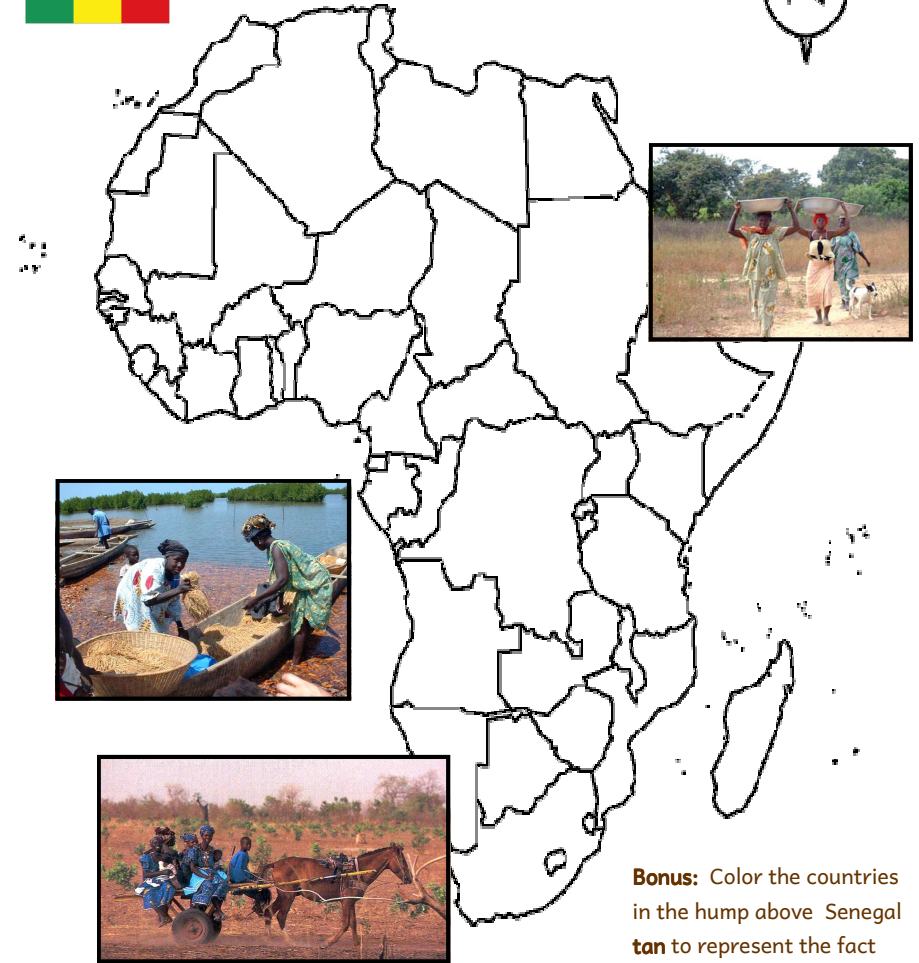 Bonus: Color the countries
in the hump above Senegal
tan to represent the fact